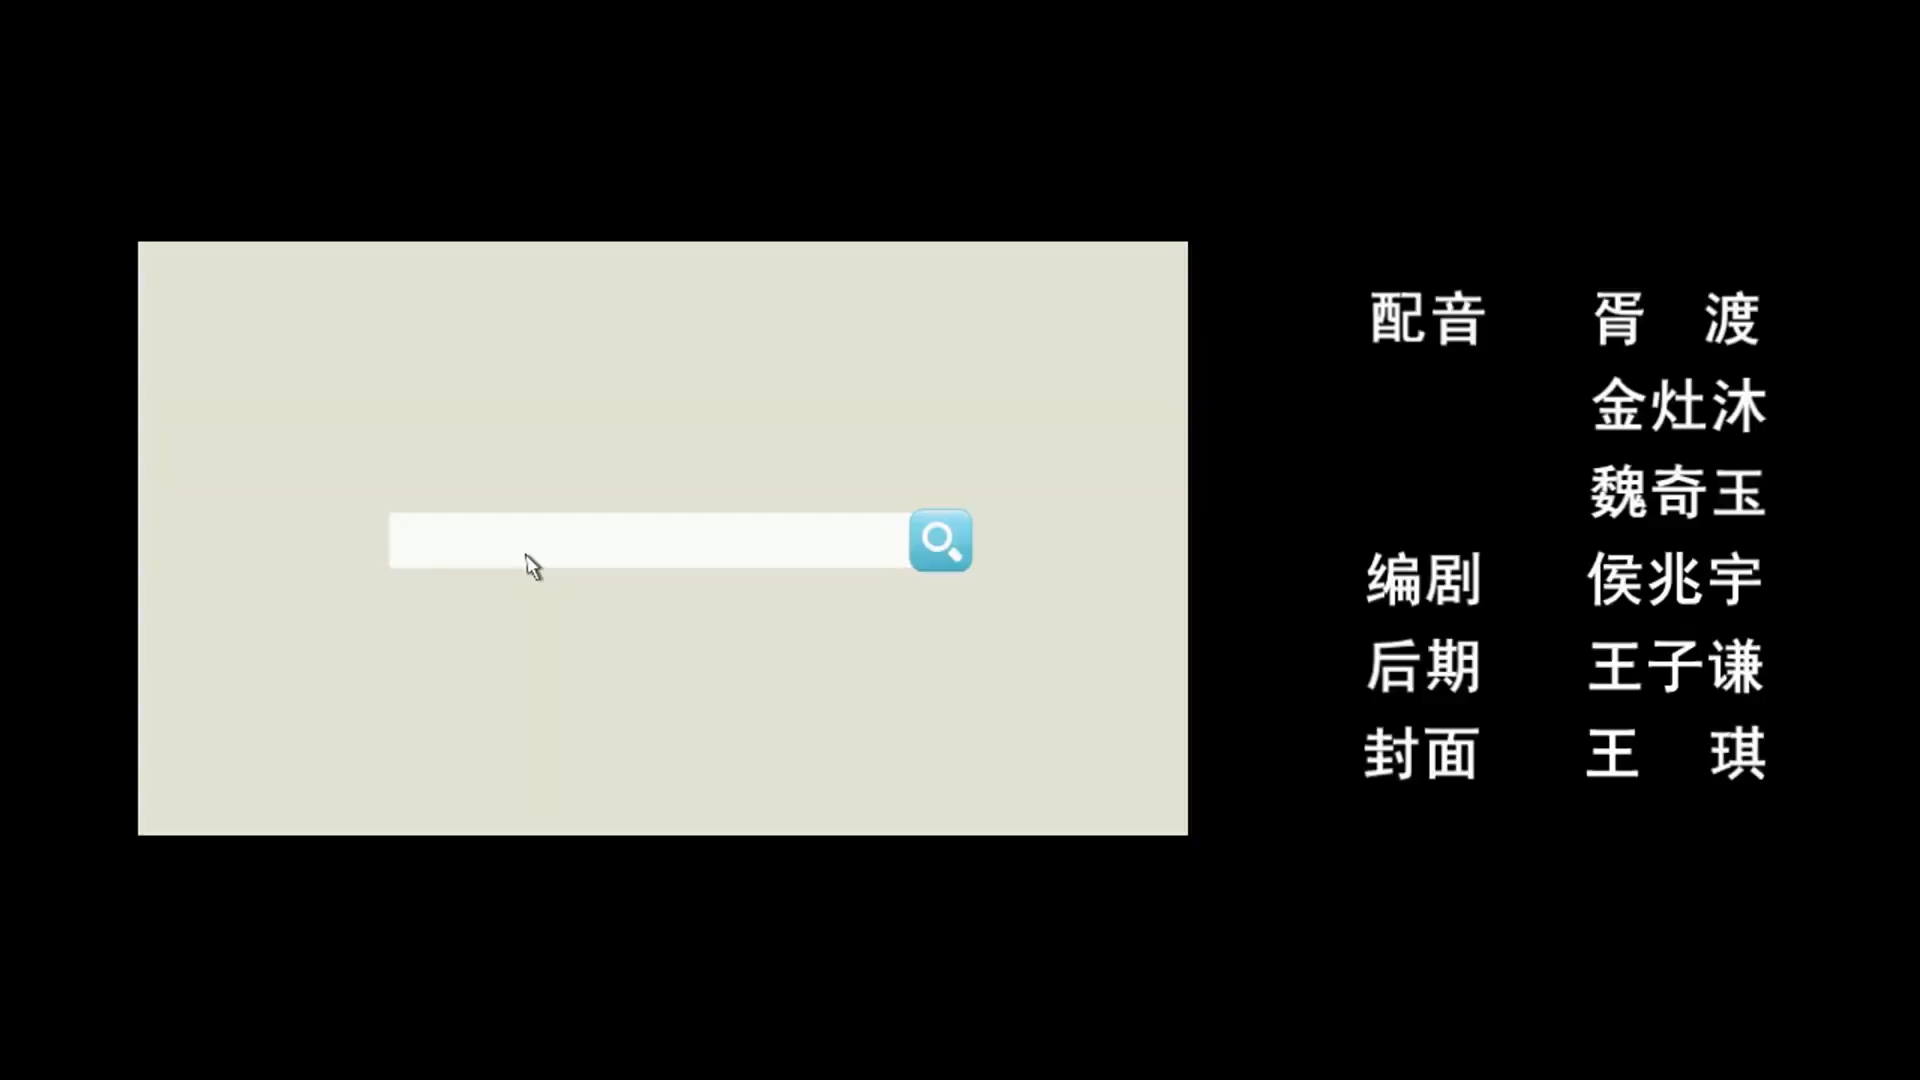 配音 胥 渡
金灶沐
魏奇玉
编剧 侯兆宇
后期 王子谦
封面 王 琪